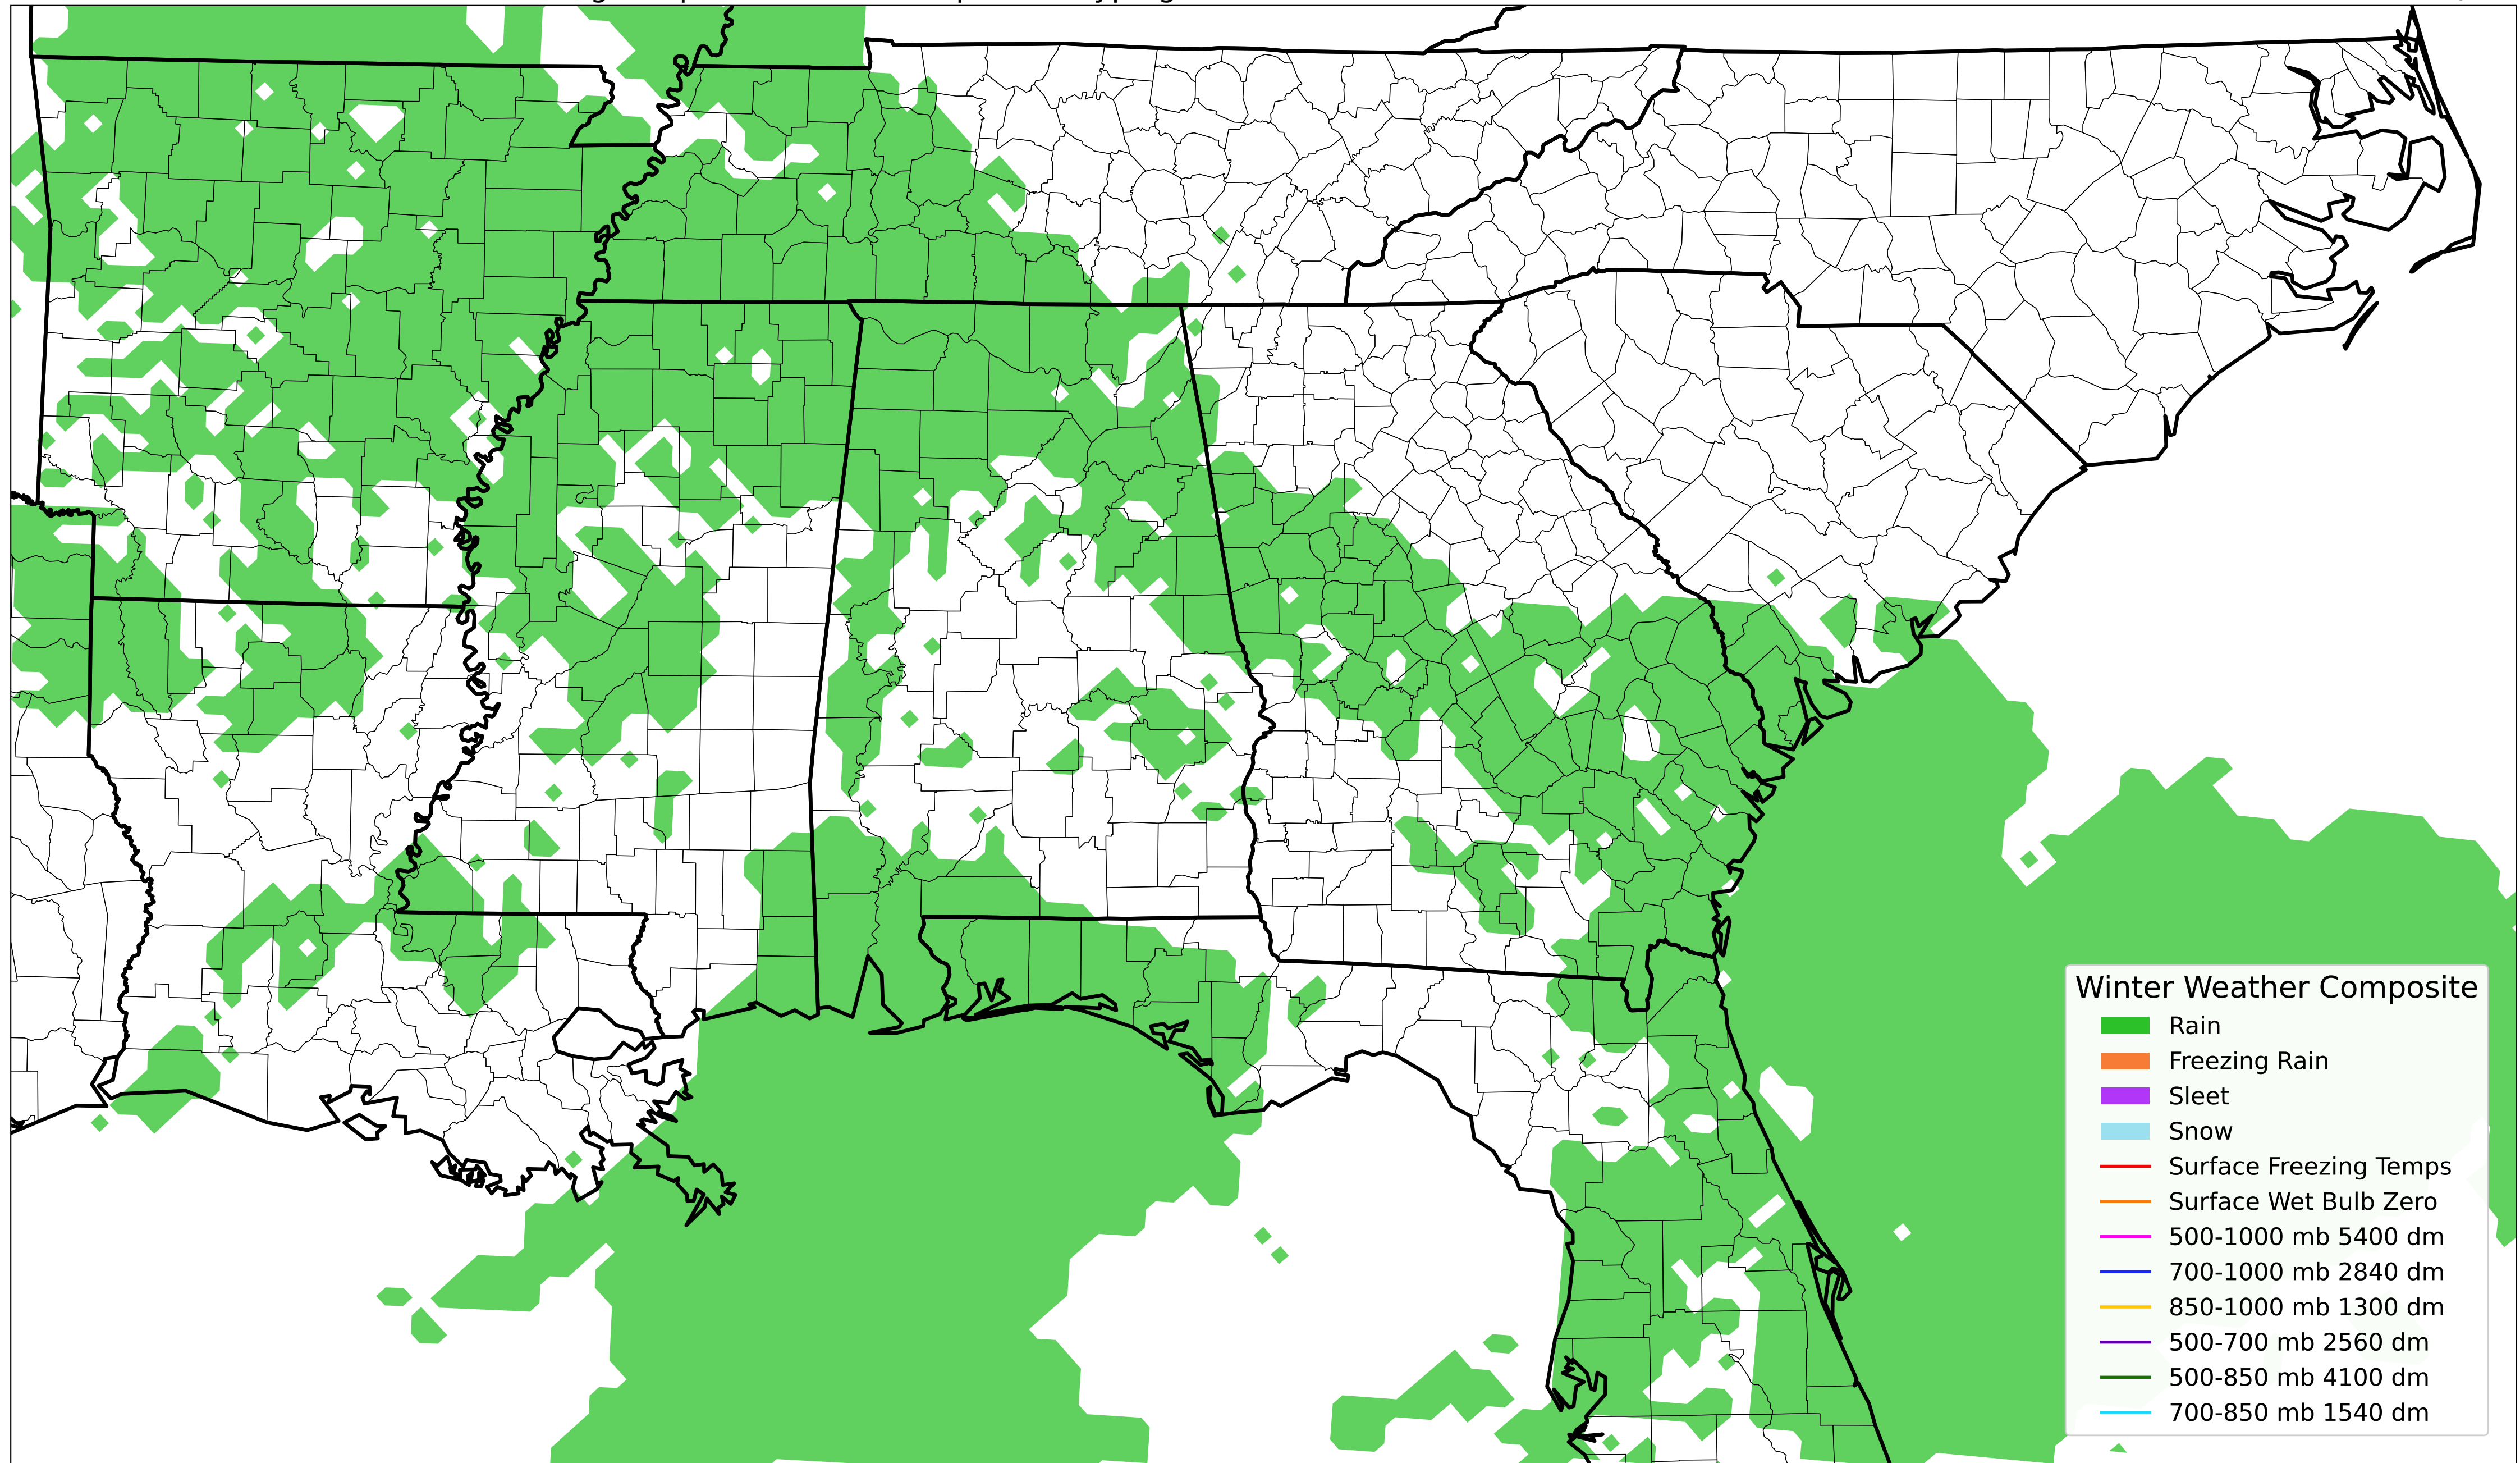 Winter Weather Composite
Rain
Freezing Rain
Sleet
Snow
Surface Freezing Temps
Surface Wet Bulb Zero
500-1000 mb 5400 dm
700-1000 mb 2840 dm
850-1000 mb 1300 dm
500-700 mb 2560 dm
500-850 mb 4100 dm
700-850 mb 1540 dm